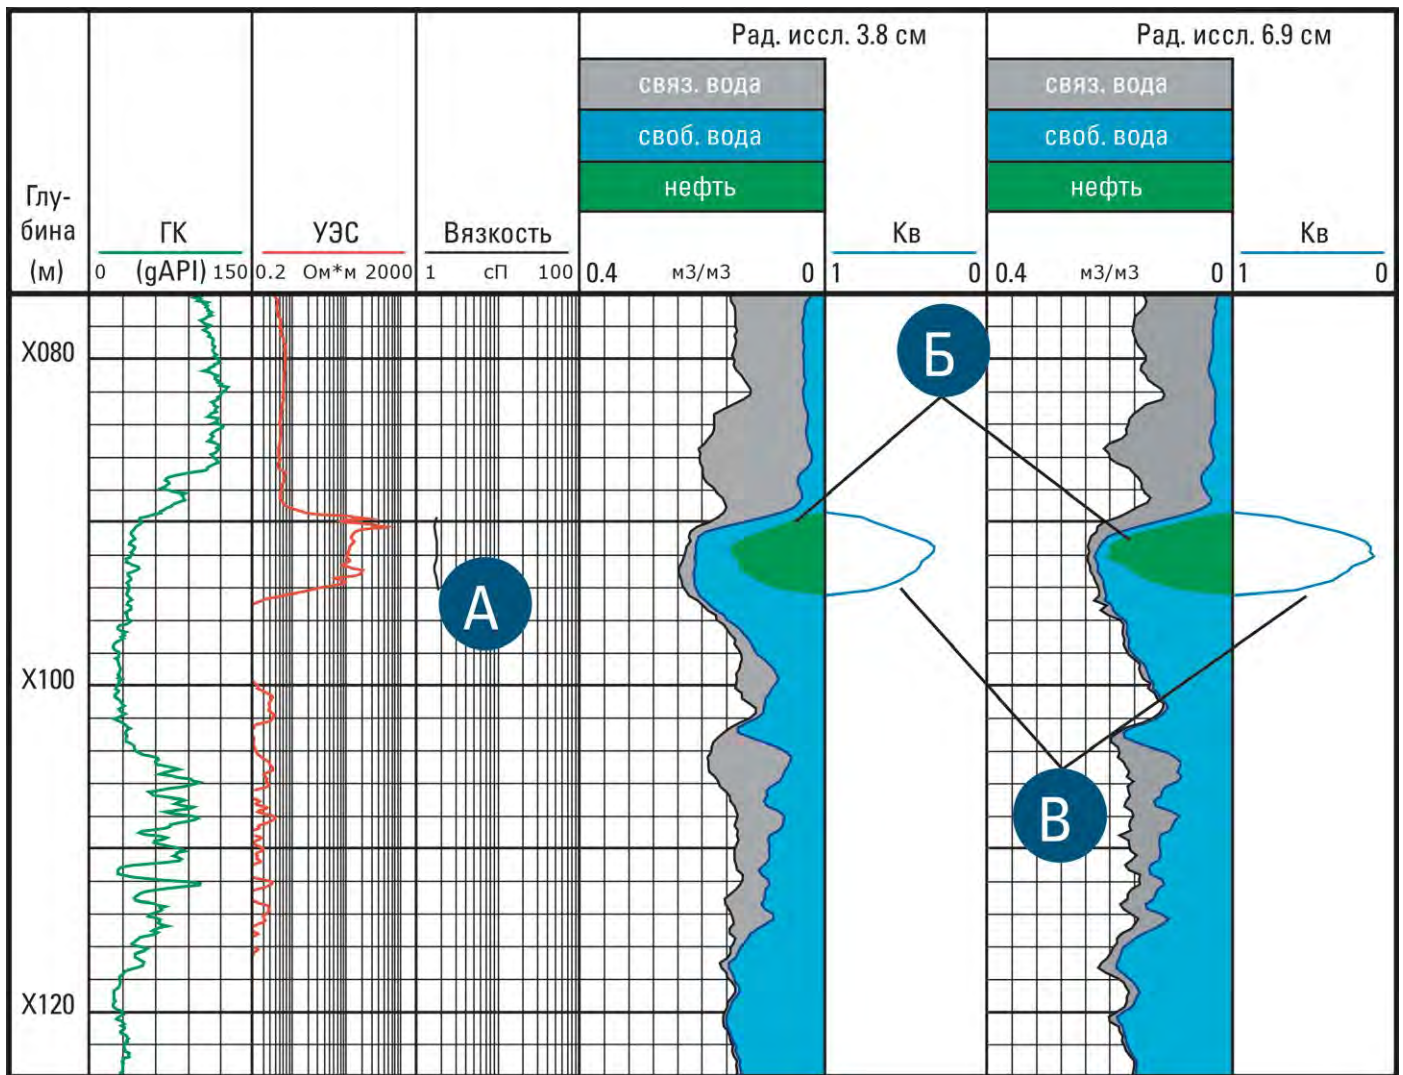 Рад. иссл. 3.8 см
Рад. иссл. 6.9 см
связ. вода
связ. вода
своб. вода
своб. вода
нефть
нефть
Глу-
бина
(м)
ГК
(gAPI)
0
150
УЭС
0.2
Ом*м
2000
Вязкость
1
сП
100
0.4
м3/м3
0
Кв
1
0
0.4
м3/м3
0
Кв
1
0
X080
X100
X120
А
Б
В